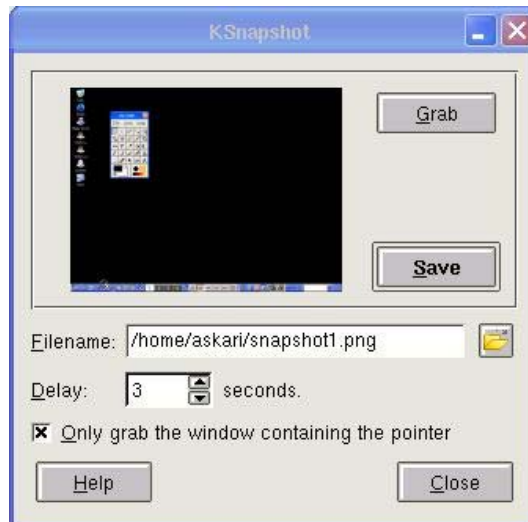 KSnapshot
Grab
Save
Filename: /home/askari/snapshot1.png
Delay: 3 seconds.
Only grab the window containing the pointer
Help Close